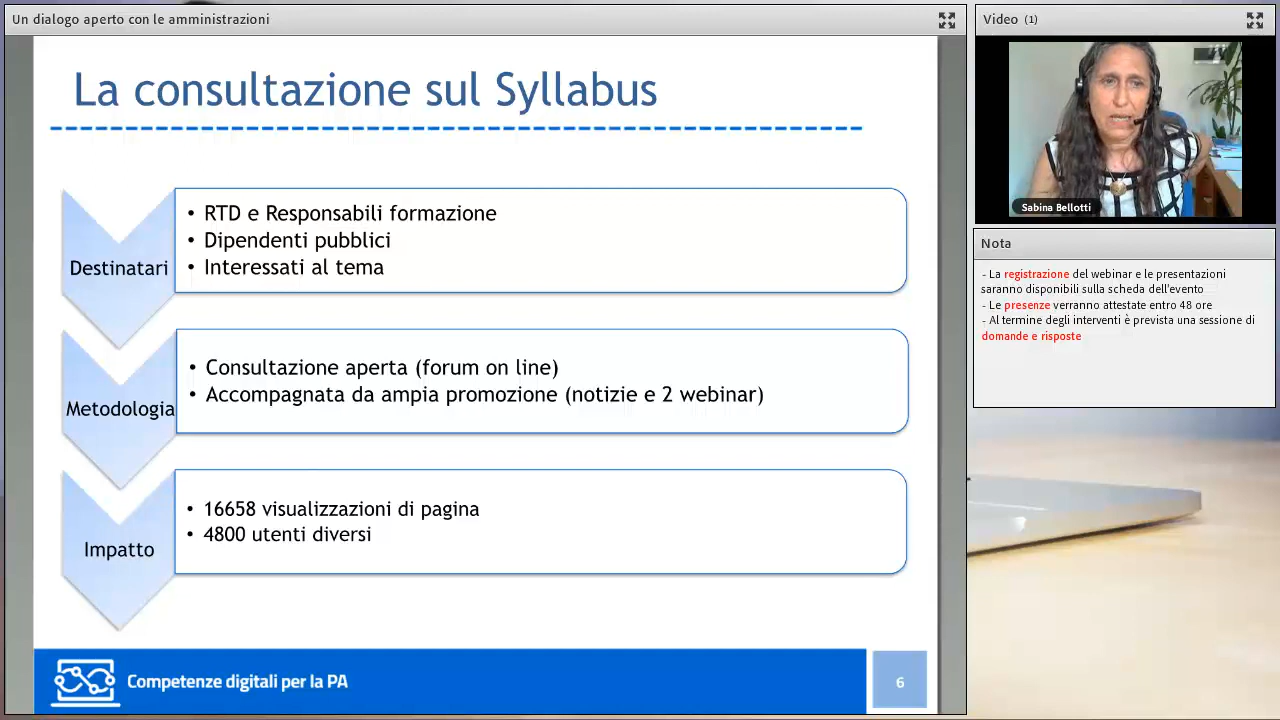 Un dialogo aperto con le amministrazioni
La consultazione sul Syllabus
Destinatari
• RTD e Responsabili formazione
• Dipendenti pubblici
• Interessati al tema
Metodologia
• Consultazione aperta (forum on line)
• Accompagnata da ampia promozione (notizie e 2 webinar)
Impatto
• 16658 visualizzazioni di pagina
• 4800 utenti diversi
Competenze digitali per la PA
6
Video (1)
Sabina Bellotti
Nota
- La registrazione del webinar e le presentazioni
saranno disponibili sulla scheda dell'evento
- Le presenze verranno attestate entro 48 ore
- Al termine degli interventi è prevista una sessione di
domande e risposte